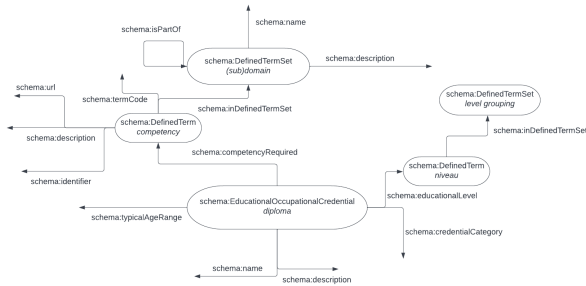 schema:name
schema:isPartOf
schema:DefinedTermSet
(sub)domain
schema:description
schema:url
schema:termCode
schema:inDefinedTermSet
schema:DefinedTermSet
level grouping
schema:DefinedTerm
competency
schema:description
schema:inDefinedTermSet
schema:competencyRequired
schema:DefinedTerm
niveau
schema:identifier
schema:educationalLevel
schema:EducationalOccupationalCredential
diploma
schema:typicalAgeRange
schema:credentialCategory
schema:name
schema:description